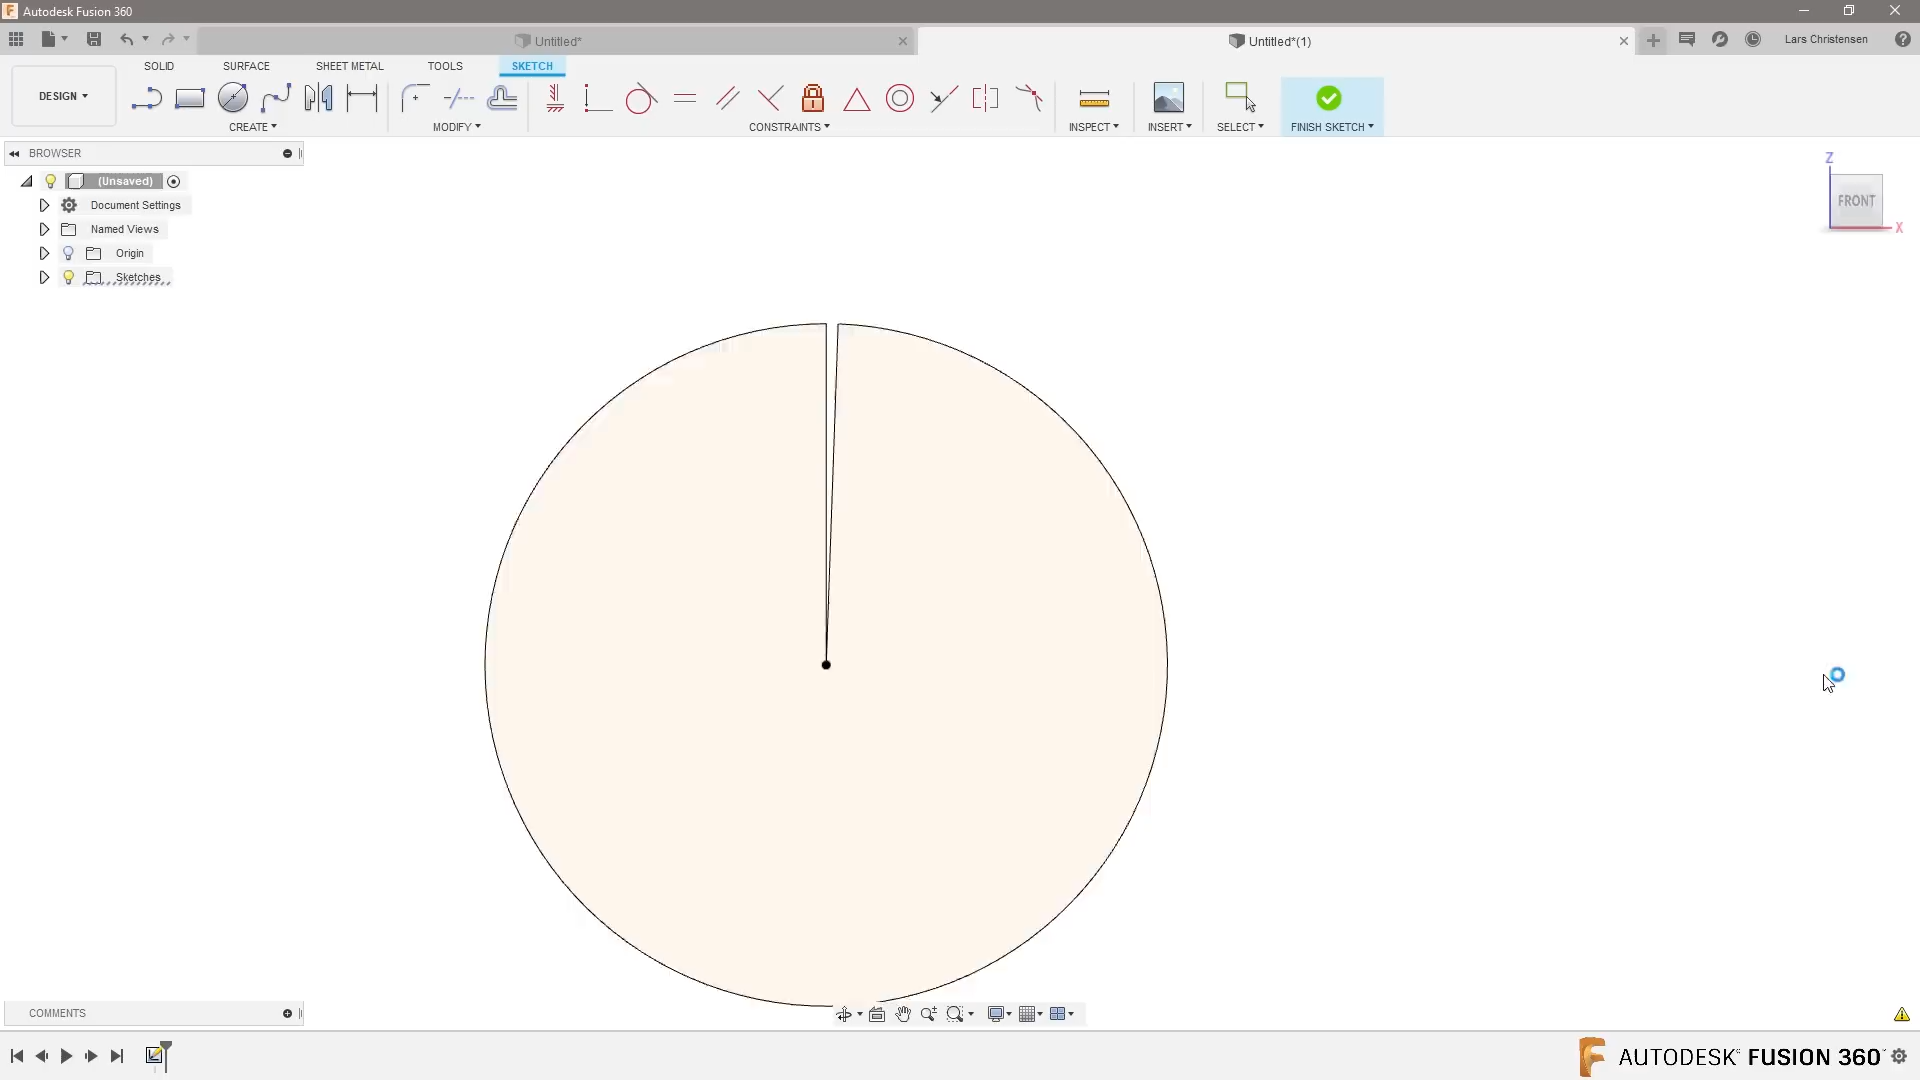 Autodesk Fusion 360
Untitled*
Untitled*(1)
Lars Christensen
DESIGN
SOLID
SURFACE
SHEET METAL
TOOLS
SKETCH
CREATE
MODIFY
CONSTRAINTS
INSPECT
INSERT
SELECT
FINISH SKETCH
BROWSER
(Unsaved)
Document Settings
Named Views
Origin
Sketches
Z
FRONT
X
COMMENTS
AUTODESK® FUSION 360™